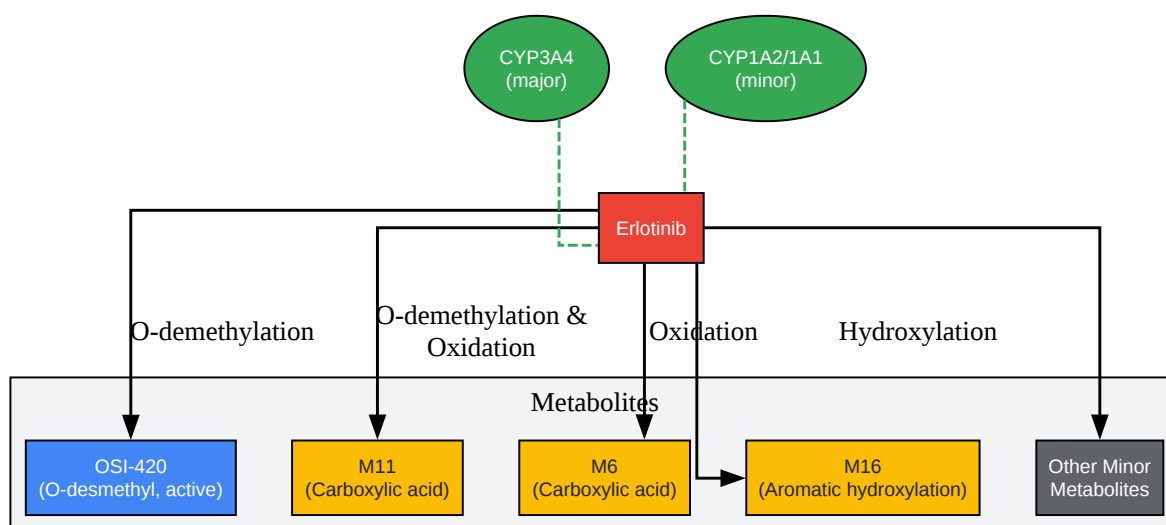 CYP3A4
(major)
CYP1A2/1A1
(minor)
Erlotinib
O-demethylation
O-demethylation &
Oxidation
Oxidation
Hydroxylation
Metabolites
OSI-420
(O-desmethyl, active)
M11
(Carboxylic acid)
M6
(Carboxylic acid)
M16
(Aromatic hydroxylation)
Other Minor
Metabolites